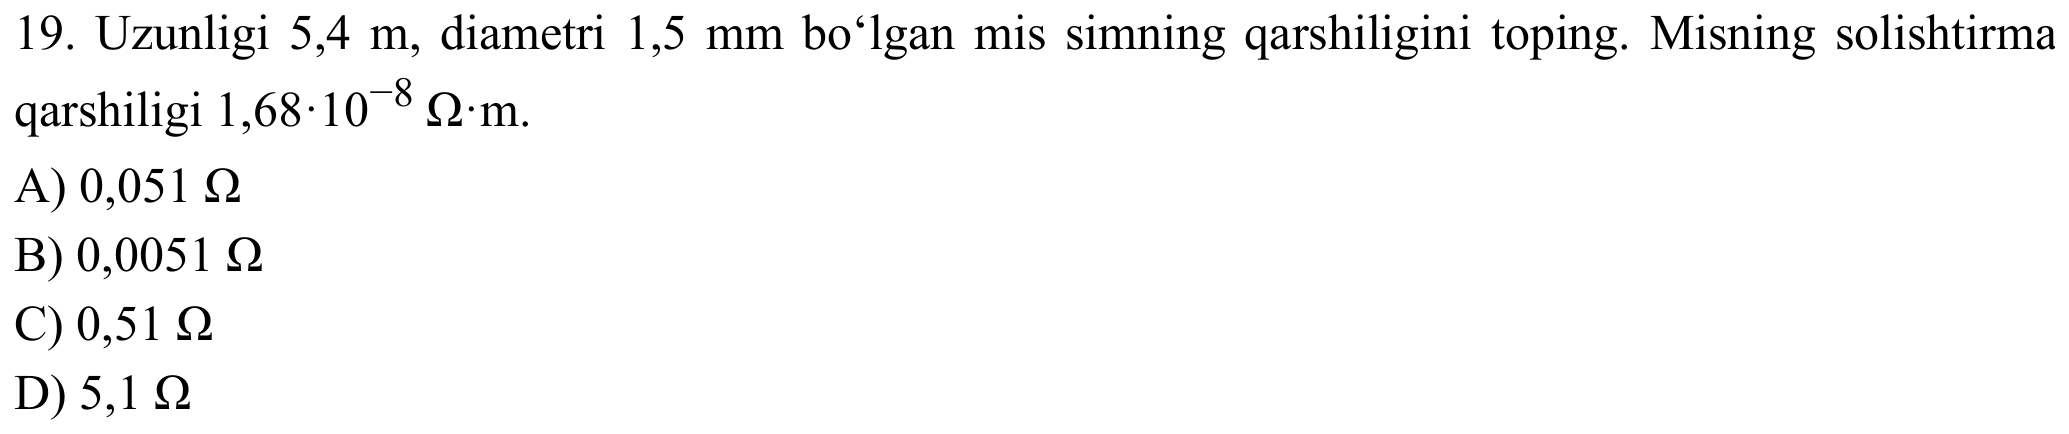 19. Uzunligi 5,4 m, diametri 1,5 mm bo‘lgan mis simning qarshiligini toping. Misning solishtirma
qarshiligi 1,68·10⁻⁸ Ω·m.
A) 0,051 Ω
B) 0,0051 Ω
C) 0,51 Ω
D) 5,1 Ω